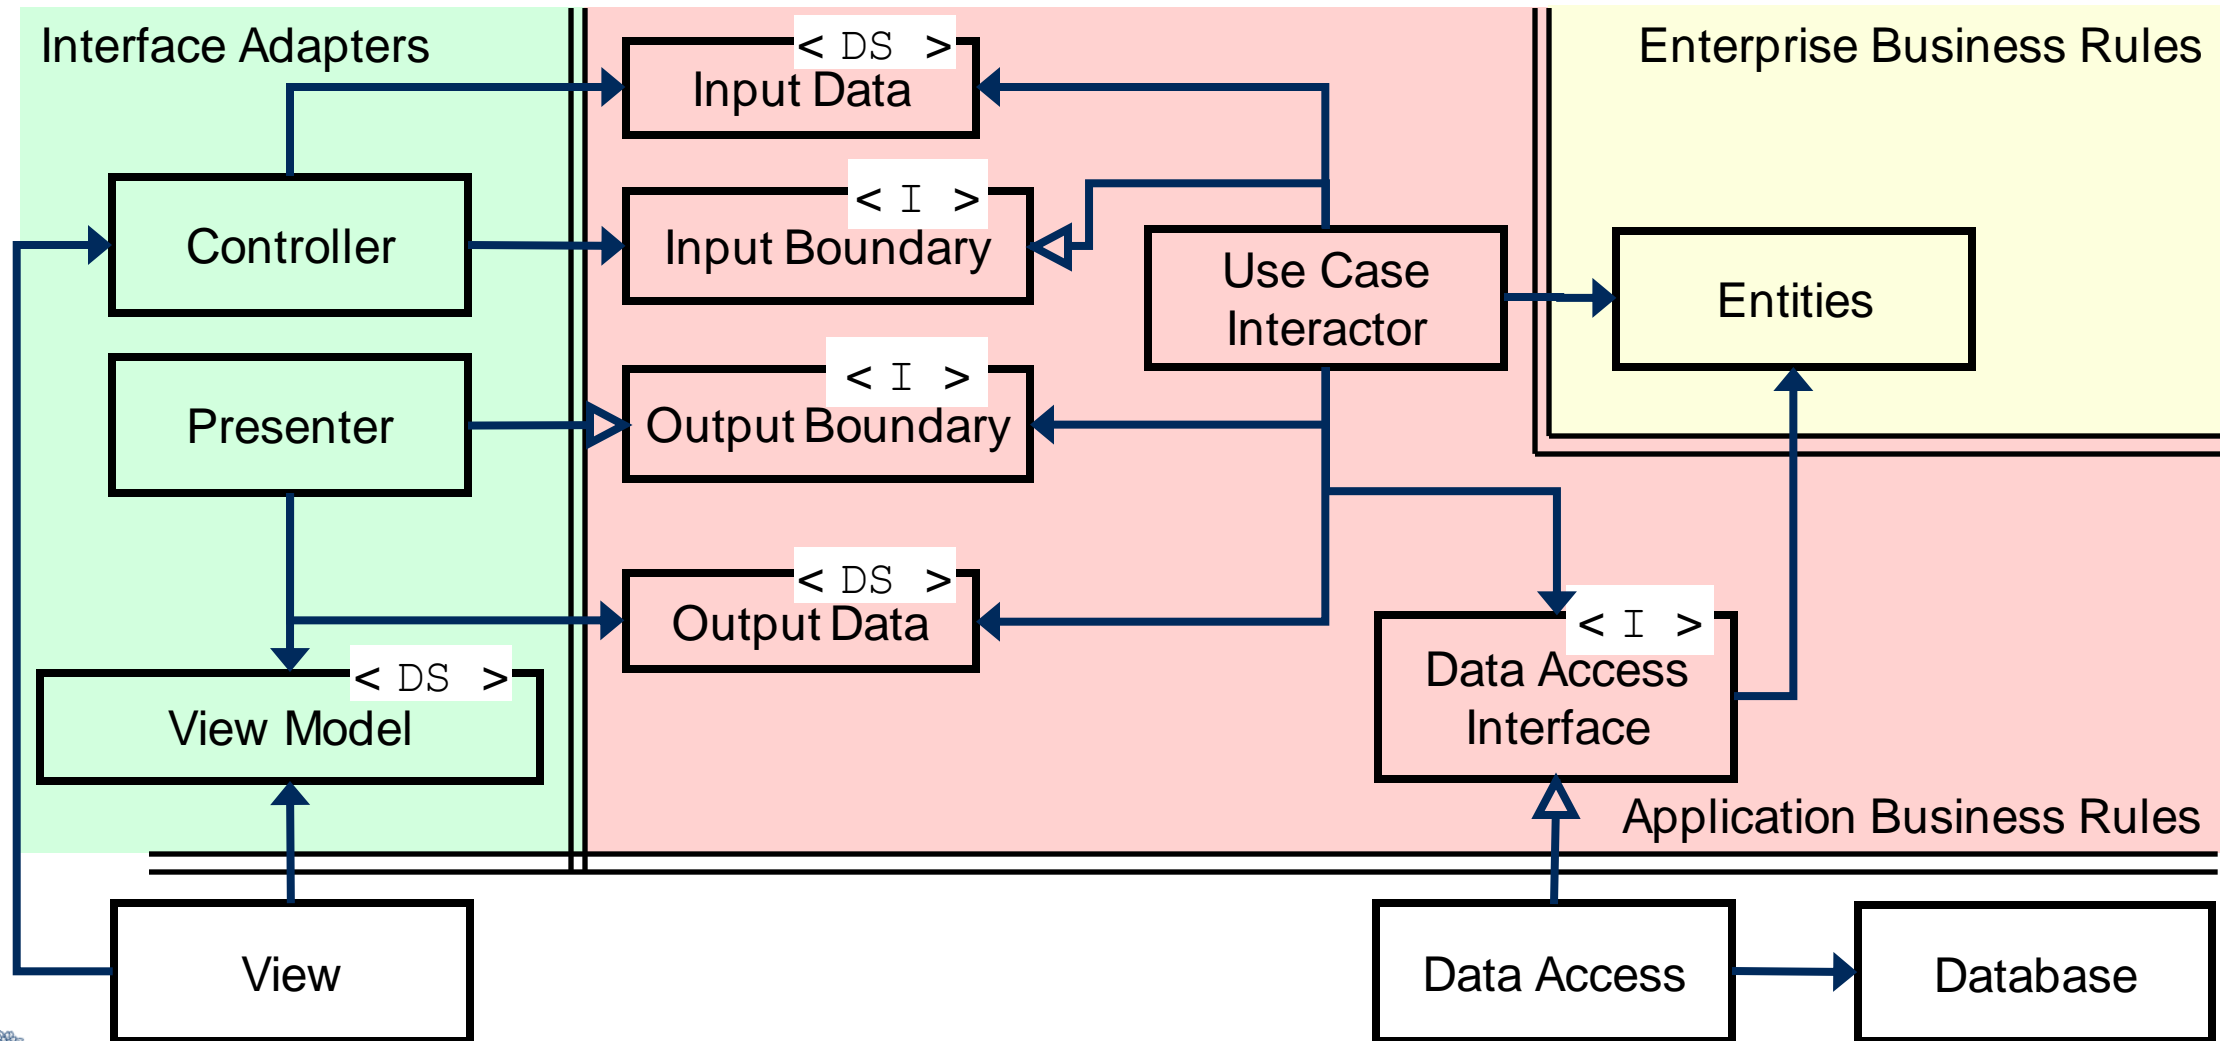 Interface Adapters
Enterprise Business Rules
< DS >
Input Data
< I >
Controller
Input Boundary
Use Case
Interactor
Entities
< I >
Presenter
Output Boundary
< DS >
Output Data
< I >
Data Access
Interface
< DS >
View Model
Application Business Rules
View
Data Access
Database